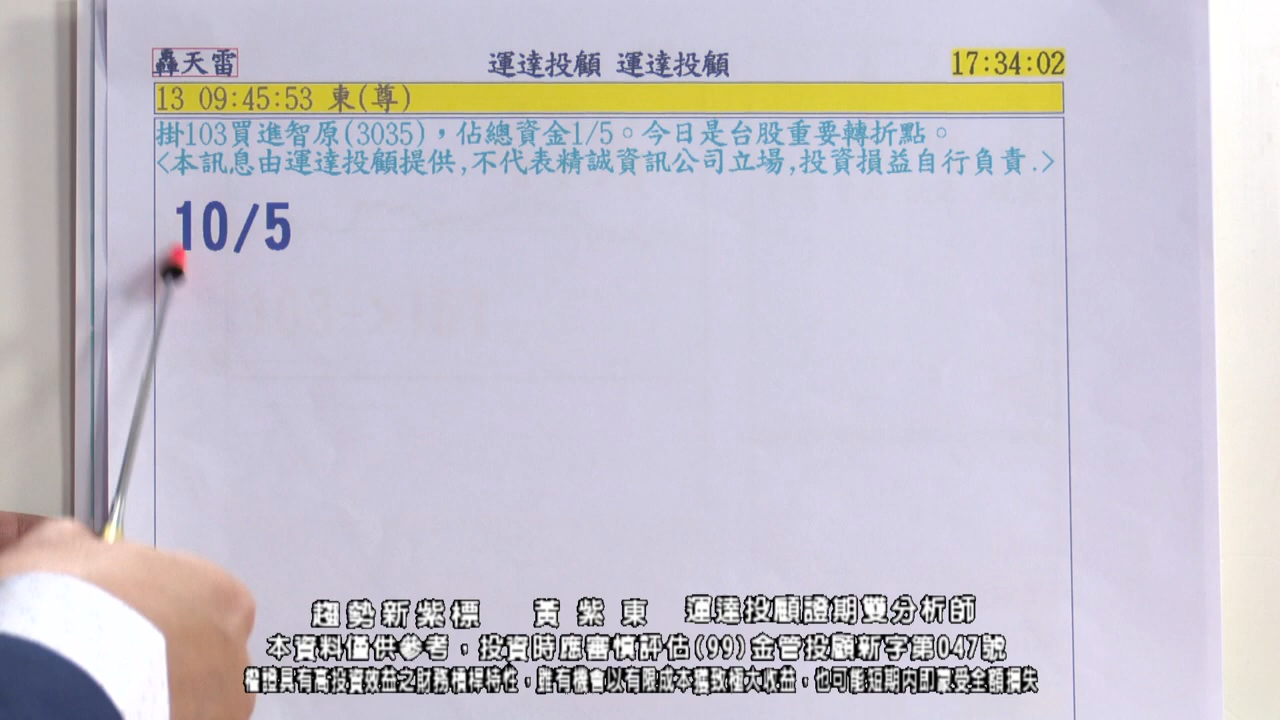 轟天雷 運達投顧 運達投顧 17:34:02
13 09:45:53 東(尊)
掛103買進智原(3035)，佔總資金1/5。今日是台股重要轉折點。
<本訊息由運達投顧提供,不代表精誠資訊公司立場,投資損益自行負責.>
10/5
趨勢新紫標 黃紫東 運達投顧證期雙分析師
本資料僅供參考，投資時應審慎評估(99)金管投顧新字第047號
權證具有高投資效益之財務槓桿特性，雖有機會以有限成本獲致極大收益，也可能短期內即蒙受全額損失